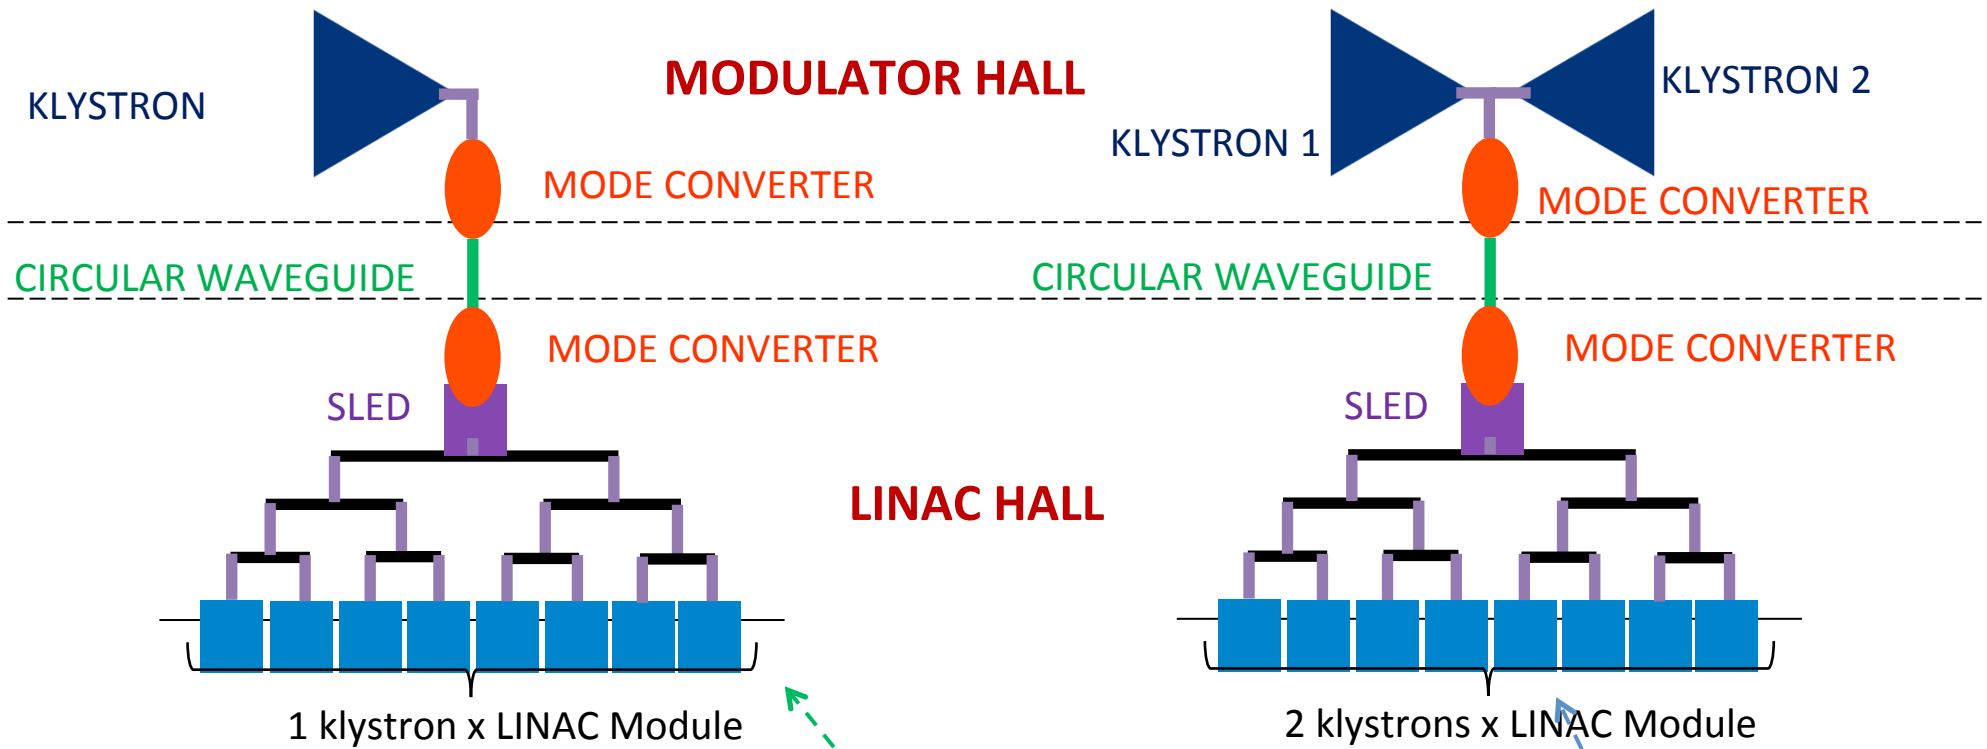 MODULATOR HALL
KLYSTRON
KLYSTRON 2
KLYSTRON 1
MODE CONVERTER
MODE CONVERTER
CIRCULAR WAVEGUIDE
CIRCULAR WAVEGUIDE
MODE CONVERTER
MODE CONVERTER
SLED
SLED
LINAC HALL
1 klystron x LINAC Module
2 klystrons x LINAC Module